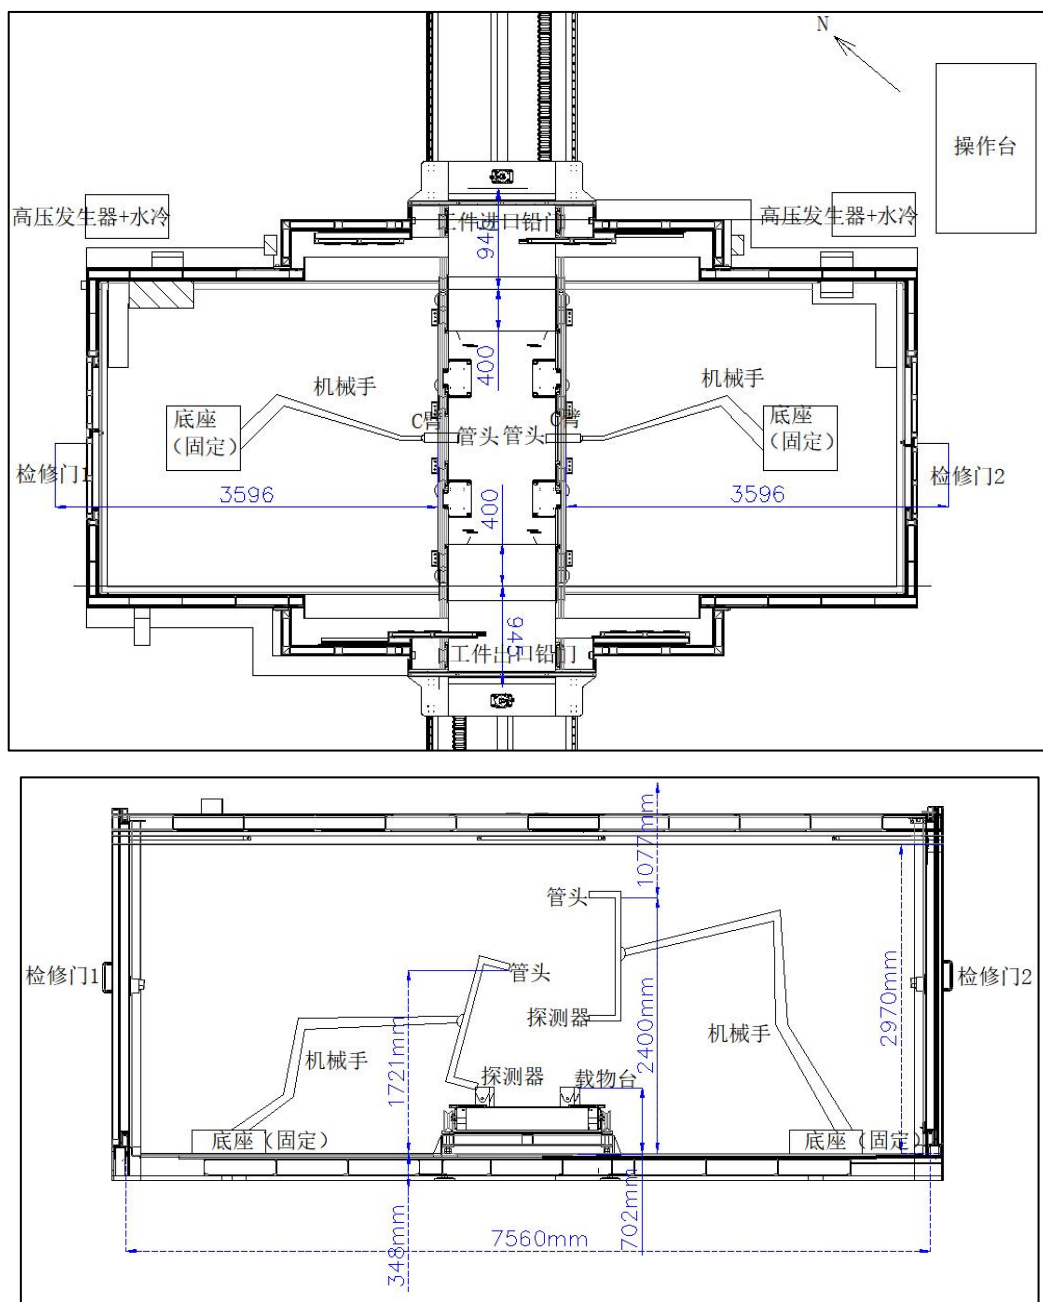 N
操作台
高压发生器+水冷
工件进口铅门
高压发生器+水冷
945
400
机械手
机械手
底座
（固定）
C臂
管头
管头
C臂
底座
（固定）
检修门1
3596
400
3596
检修门2
945
工件出口铅门
1077mm
管头
检修门1
管头
2400mm
2970mm
检修门2
探测器
机械手
1721mm
机械手
探测器
载物台
底座（固定）
底座（固定）
702mm
7560mm
348mm